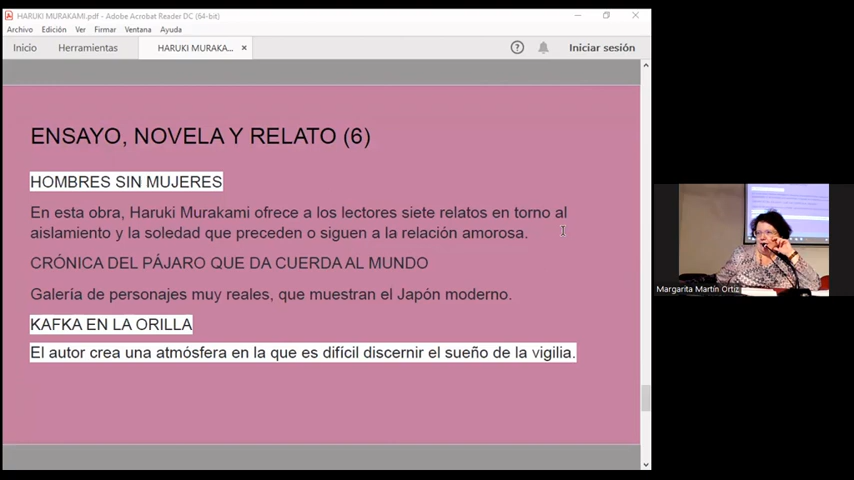 HARUKI MURAKAMI.pdf - Adobe Acrobat Reader DC (64-bit)
Archivo Edición Ver Firmar Ventana Ayuda
Inicio Herramientas HARUKI MURAKA... × Iniciar sesión
ENSAYO, NOVELA Y RELATO (6)
HOMBRES SIN MUJERES
En esta obra, Haruki Murakami ofrece a los lectores siete relatos en torno al
aislamiento y la soledad que preceden o siguen a la relación amorosa.
CRÓNICA DEL PÁJARO QUE DA CUERDA AL MUNDO
Galería de personajes muy reales, que muestran el Japón moderno.
KAFKA EN LA ORILLA
El autor crea una atmósfera en la que es difícil discernir el sueño de la vigilia.
Margarita Martín Ortiz